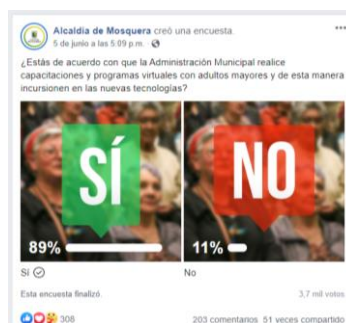 Alcaldía de Mosquera creó una encuesta.
5 de junio a las 5:09 p.m.
¿Estás de acuerdo con que la Administración Municipal realice
capacitaciones y programas virtuales con adultos mayores y de esta manera
incursionen en las nuevas tecnologías?
SÍ
NO
89%
11%
Sí
No
Esta encuesta finalizó.
3,7 mil votos
308
203 comentarios 51 veces compartido